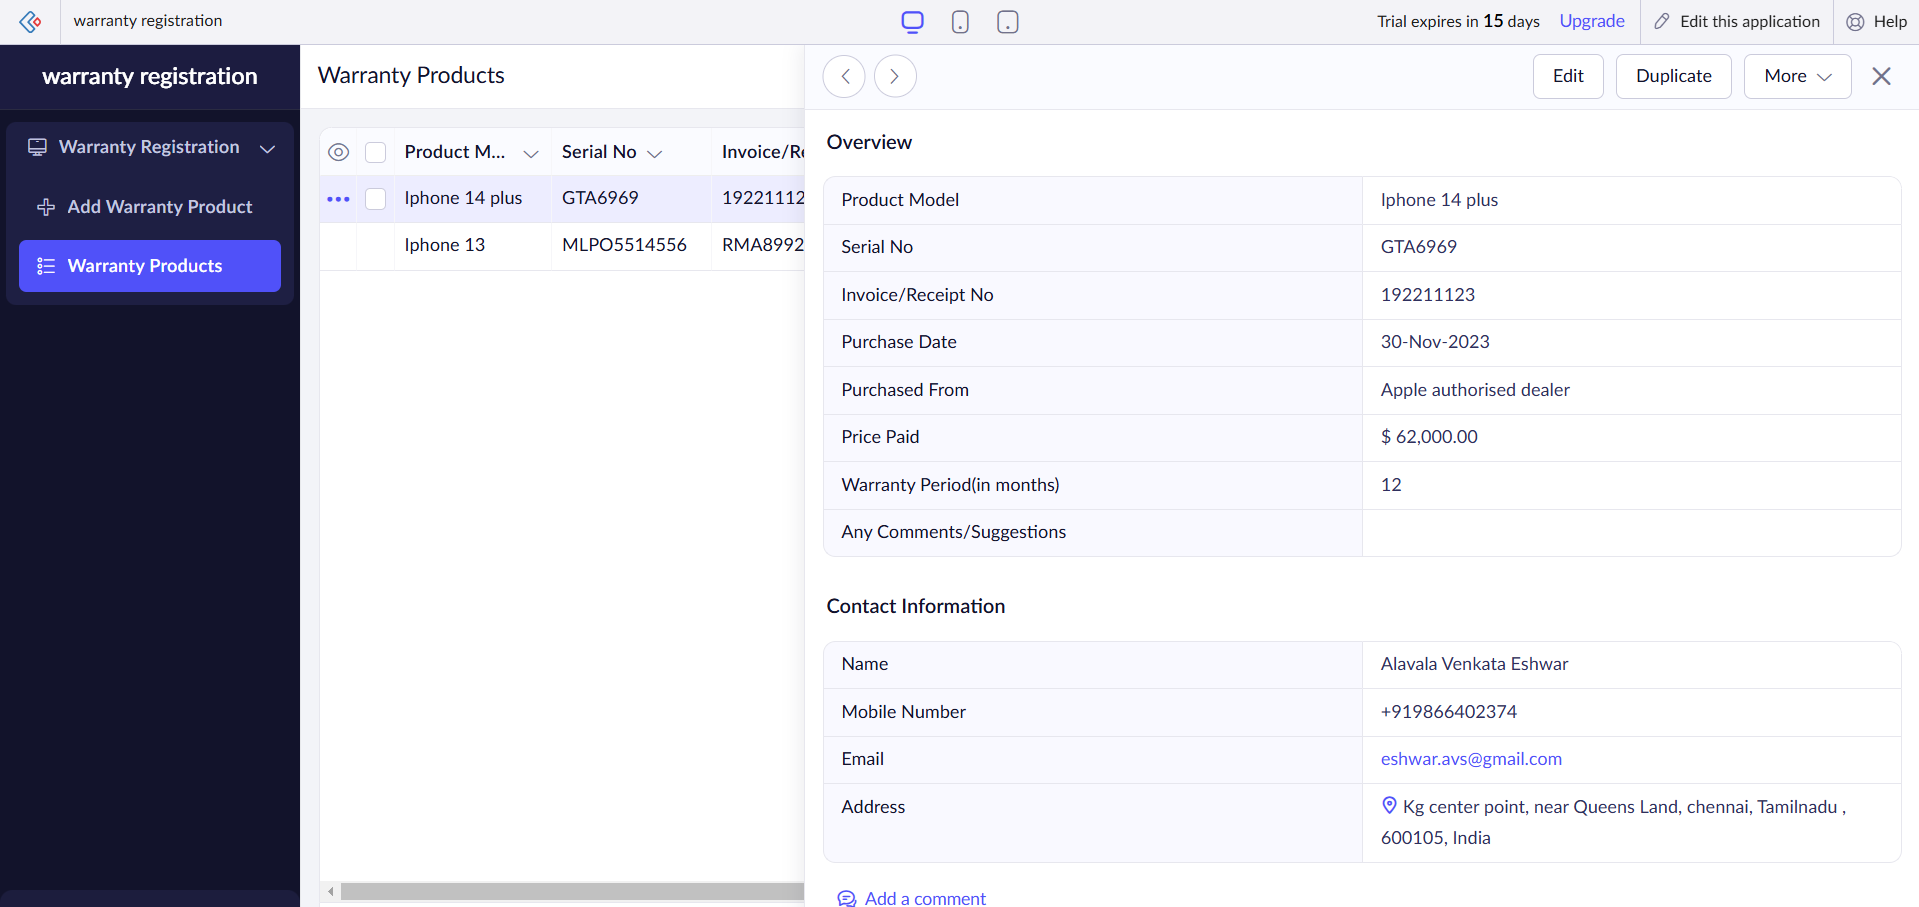 warranty registration
Trial expires in 15 days Upgrade Edit this application Help
warranty registration
Warranty Registration
Add Warranty Product
Warranty Products
Warranty Products
Product M... Serial No Invoice/Re
Iphone 14 plus GTA6969 19221112
Iphone 13 MLPO5514556 RMA8992
Edit Duplicate More
Overview
Product Model Iphone 14 plus
Serial No GTA6969
Invoice/Receipt No 192211123
Purchase Date 30-Nov-2023
Purchased From Apple authorised dealer
Price Paid $ 62,000.00
Warranty Period(in months) 12
Any Comments/Suggestions
Contact Information
Name Alavala Venkata Eshwar
Mobile Number +919866402374
Email eshwar.avs@gmail.com
Address Kg center point, near Queens Land, chennai, Tamilnadu ,
600105, India
Add a comment